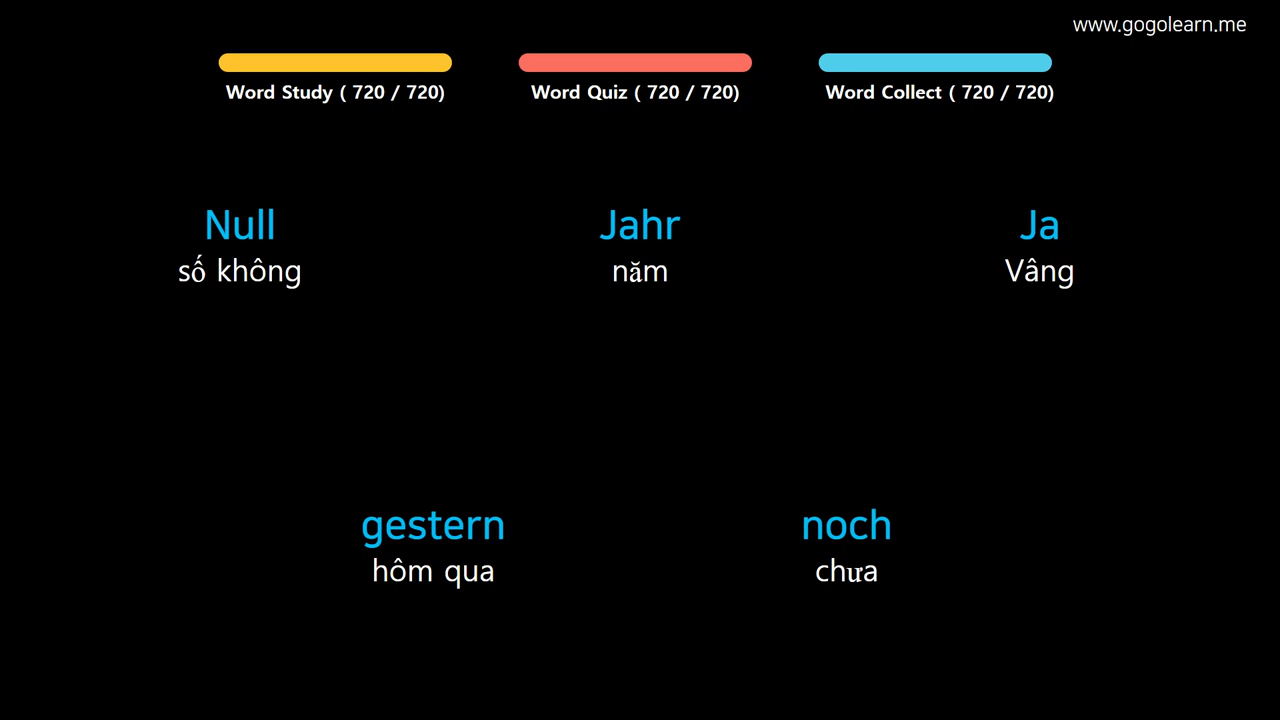 www.gogolearn.me
Word Study ( 720 / 720)
Word Quiz ( 720 / 720)
Word Collect ( 720 / 720)
Null
số không
Jahr
năm
Ja
Vâng
gestern
hôm qua
noch
chưa